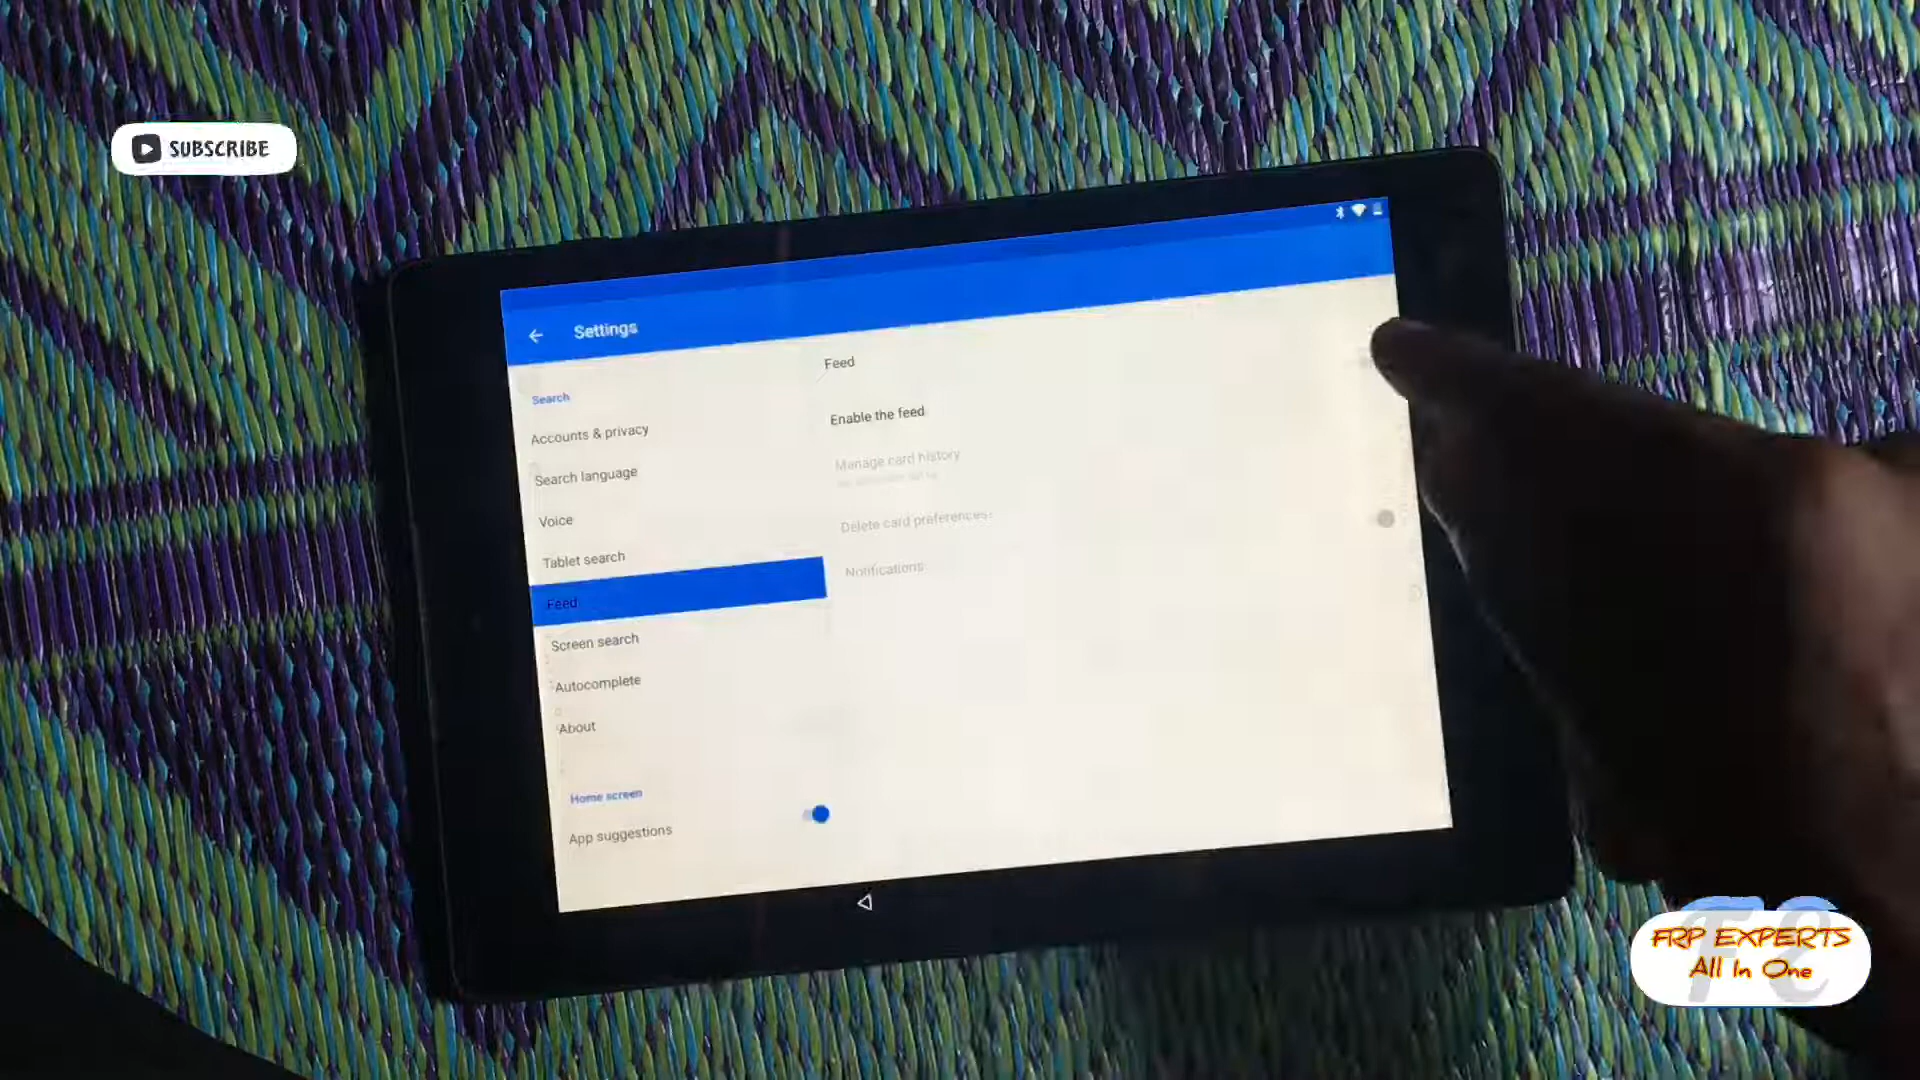 SUBSCRIBE
Settings
Search
Accounts & privacy
Search language
Voice
Tablet search
Feed
Screen search
Autocomplete
About
Home screen
App suggestions
Feed
Enable the feed
Manage card history
Delete card preferences
Notifications
FRP EXPERTS
All In One